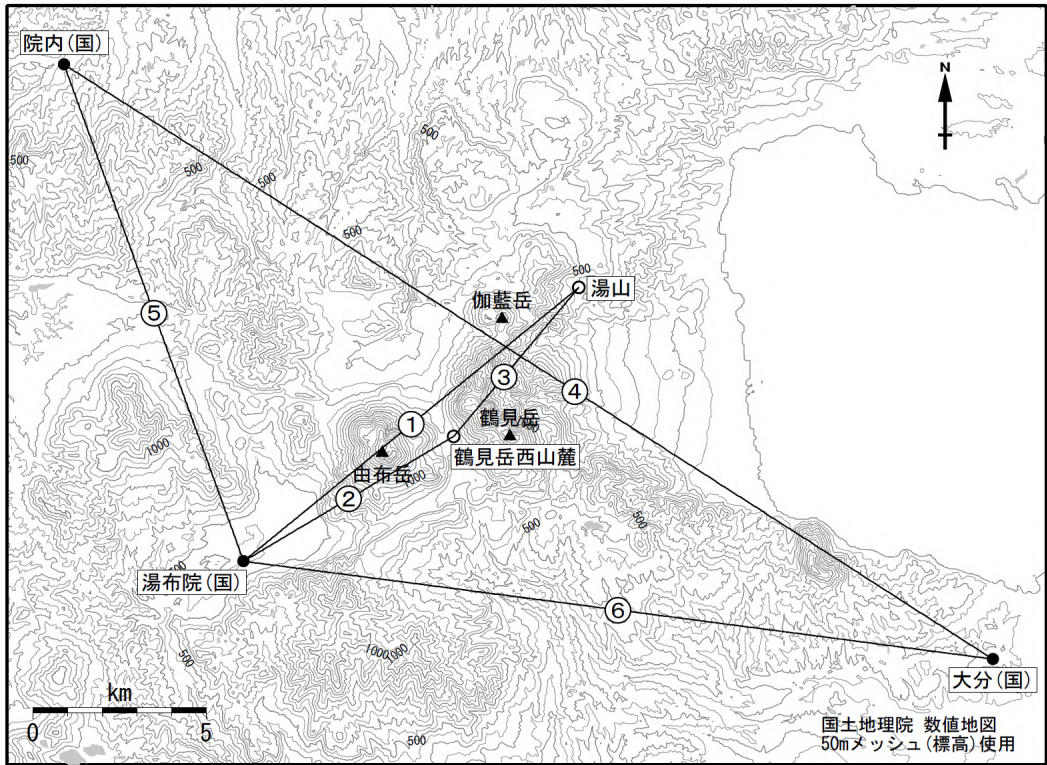 院内(国)
500
N
500
500
500
500
500
湯山
伽藍岳
⑤
③
④
①
鶴見岳
1000
鶴見岳西山麓
由布岳
1000
②
500
500
湯布院(国)
⑥
500
1000
1000
大分(国)
km
0
5
500
国土地理院 数値地図
50mメッシュ(標高)使用